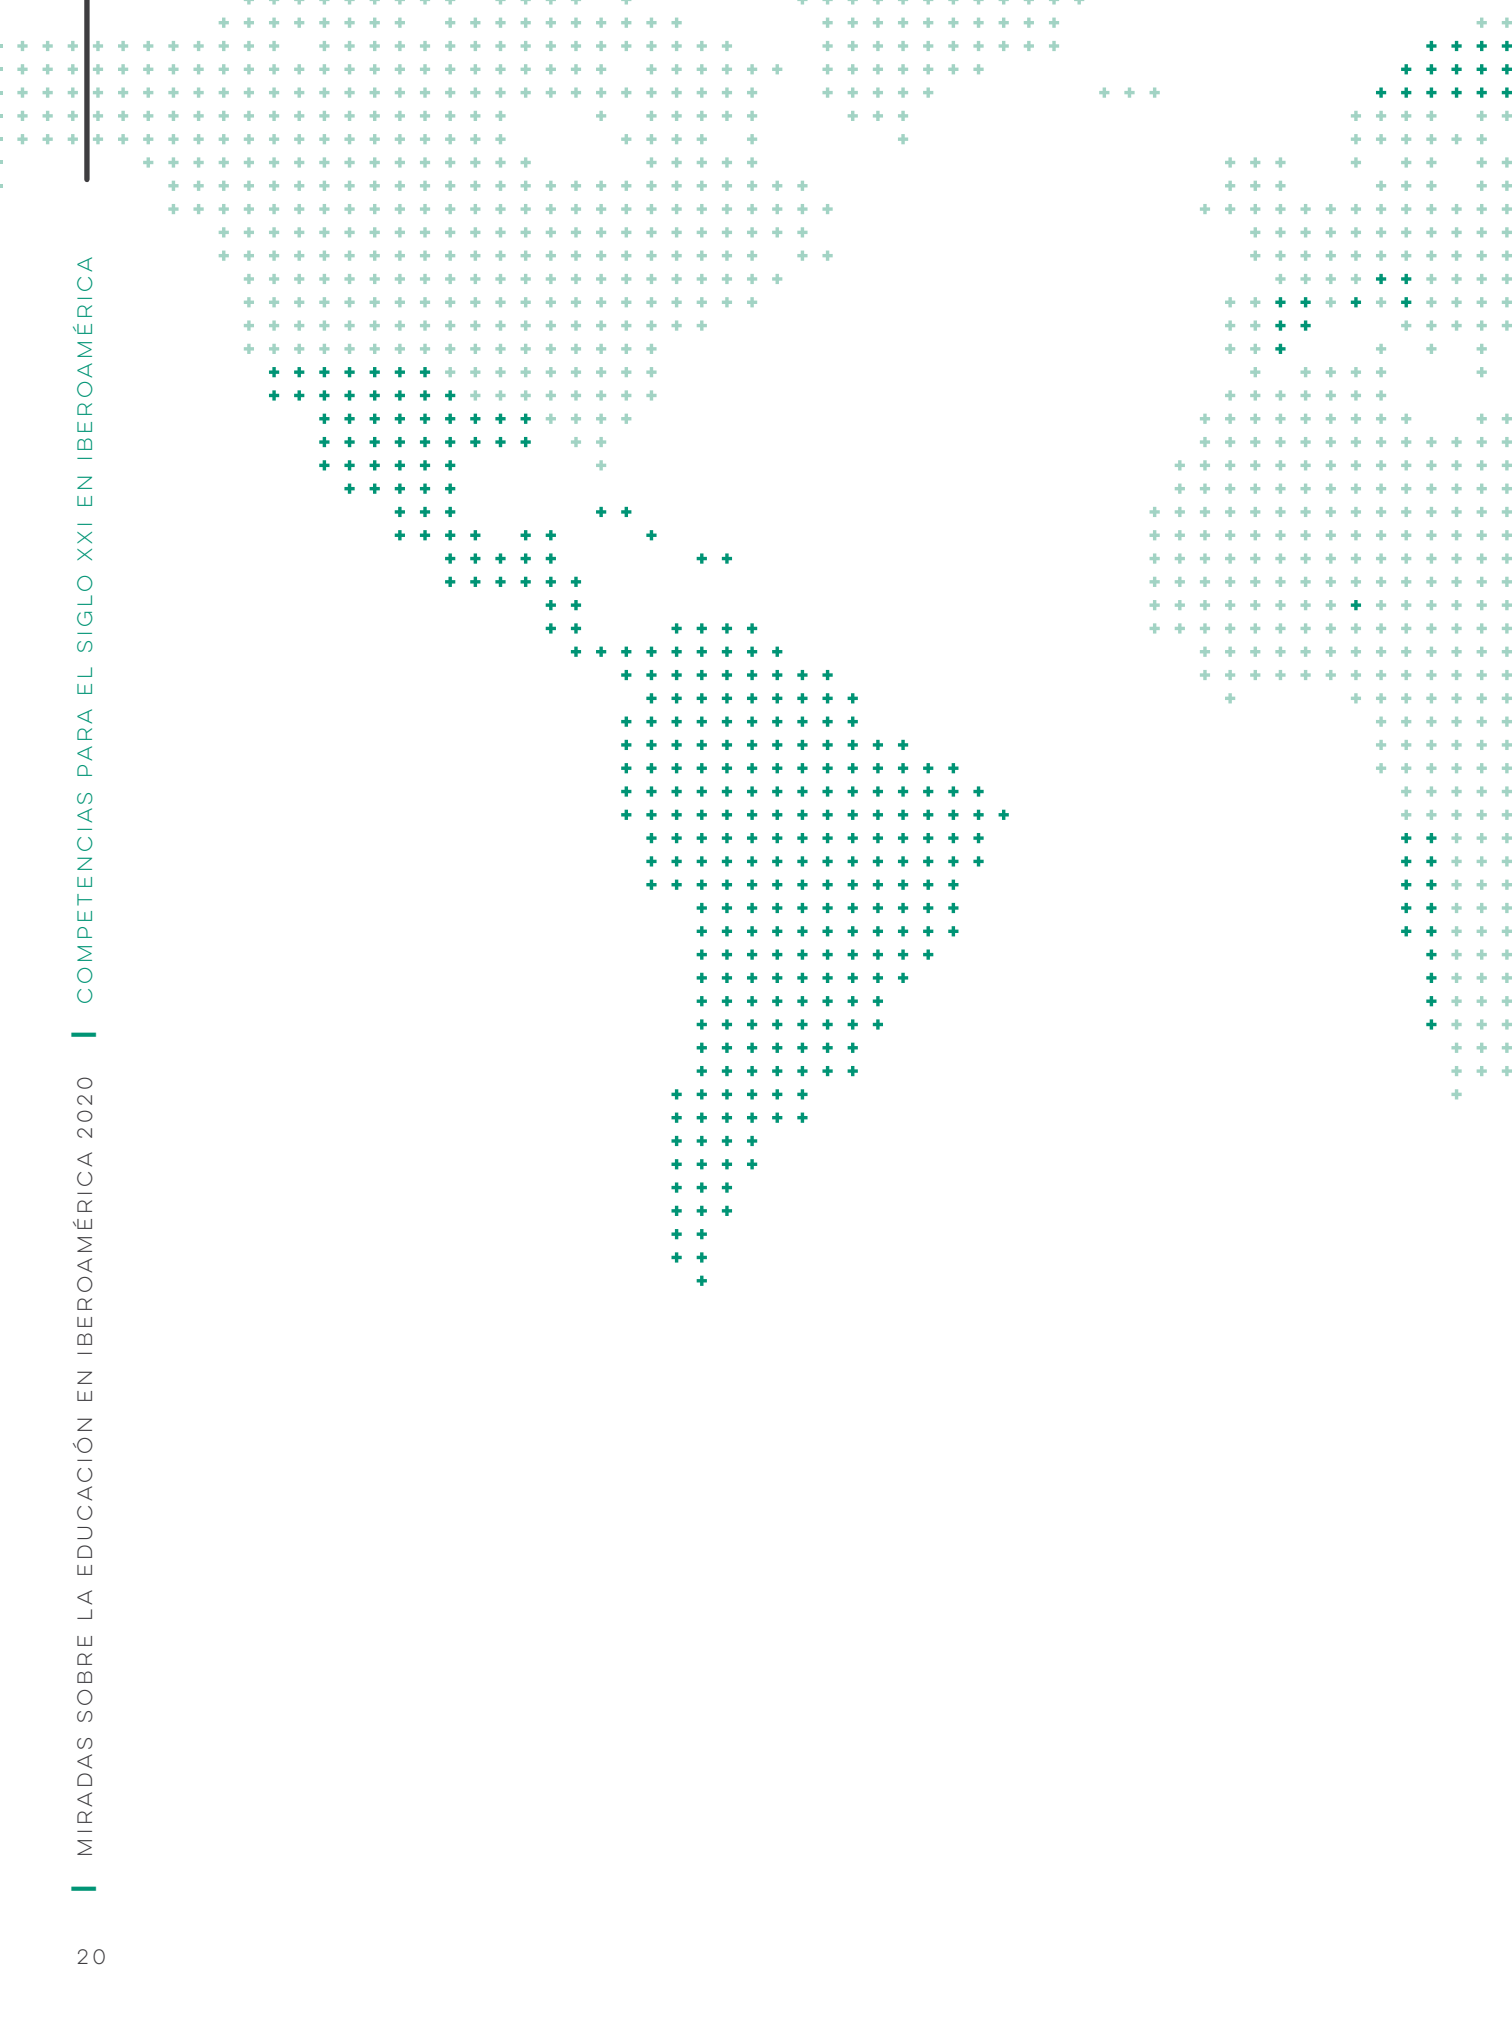 COMPETENCIAS PARA EL SIGLO XXI EN IBEROAMÉRICA
MIRADAS SOBRE LA EDUCACIÓN EN IBEROAMÉRICA 2020
20